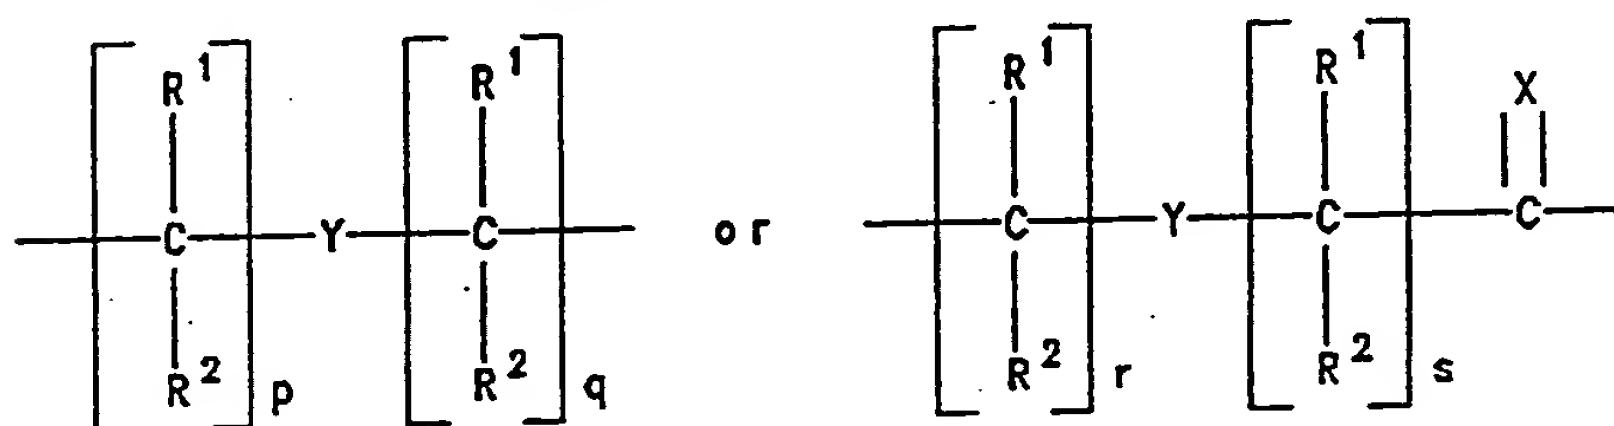 R¹ R¹ R¹ R¹ X
C Y C or C Y C C
R² p R² q R² r R² s